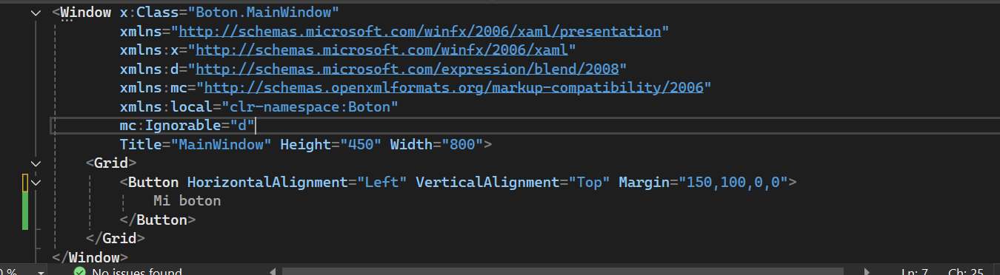 <Window x:Class="Boton.MainWindow"
xmlns="http://schemas.microsoft.com/winfx/2006/xaml/presentation"
xmlns:x="http://schemas.microsoft.com/winfx/2006/xaml"
xmlns:d="http://schemas.microsoft.com/expression/blend/2008"
xmlns:mc="http://schemas.openxmlformats.org/markup-compatibility/2006"
xmlns:local="clr-namespace:Boton"
mc:Ignorable="d"
Title="MainWindow" Height="450" Width="800">
<Grid>
<Button HorizontalAlignment="Left" VerticalAlignment="Top" Margin="150,100,0,0">
Mi boton
</Button>
</Grid>
</Window>
% No issues found Ln: 7 Ch: 25